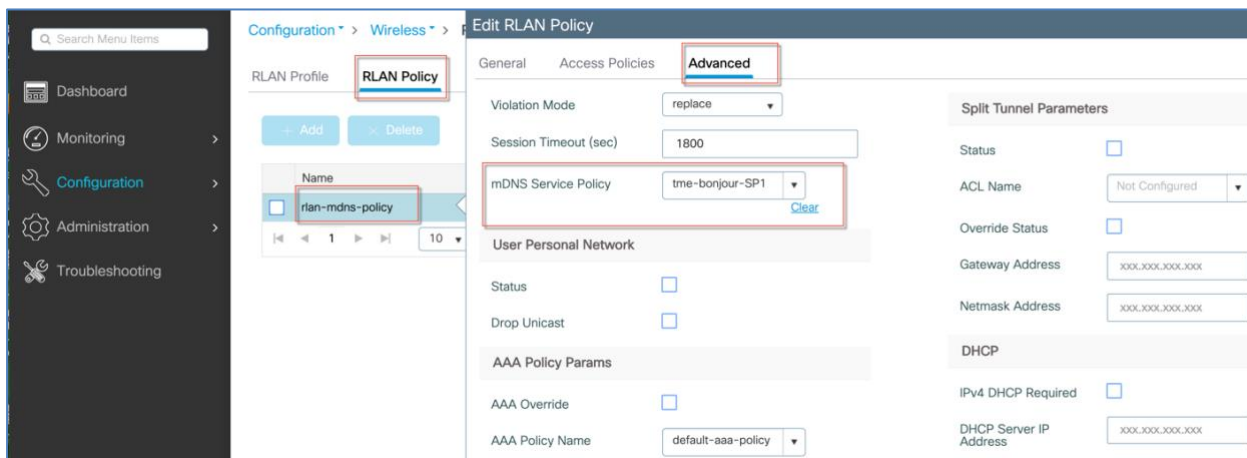 Search Menu Items
Dashboard
Monitoring
Configuration
Administration
Troubleshooting
Configuration > Wireless >
RLAN Profile
RLAN Policy
+ Add
× Delete
Name
rlan-mdns-policy
1
10
Edit RLAN Policy
General
Access Policies
Advanced
Violation Mode
replace
Session Timeout (sec)
1800
mDNS Service Policy
tme-bonjour-SP1
Clear
User Personal Network
Status
Drop Unicast
AAA Policy Params
AAA Override
AAA Policy Name
default-aaa-policy
Split Tunnel Parameters
Status
ACL Name
Not Configured
Override Status
Gateway Address
xxx.xxx.xxx.xxx
Netmask Address
xxx.xxx.xxx.xxx
DHCP
IPv4 DHCP Required
DHCP Server IP
Address
xxx.xxx.xxx.xxx